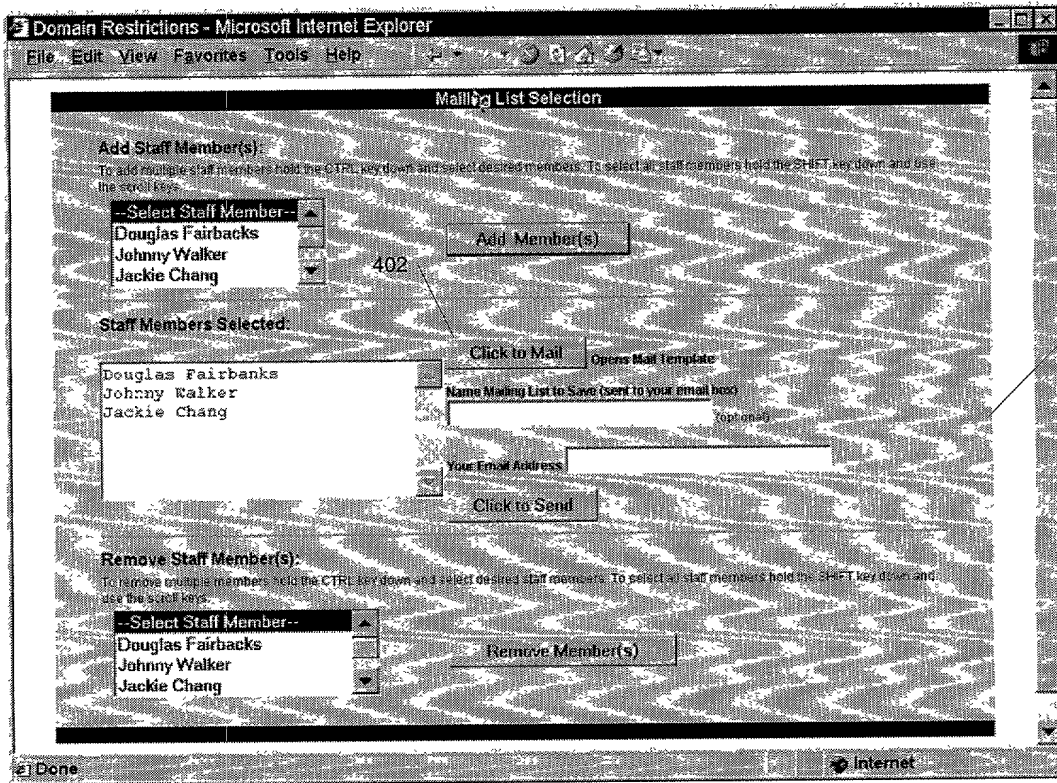 Domain Restrictions - Microsoft Internet Explorer
File Edit View Favorites Tools Help
Mailing List Selection
Add Staff Member(s):
To add multiple staff members hold the CTRL key down and select desired members. To select all staff members hold the SHIFT key down and use
the scroll keys.
--Select Staff Member--
Douglas Fairbacks
Johnny Walker
Jackie Chang
Add Member(s)
402
Staff Members Selected:
Click to Mail Opens Mail Template
Douglas Fairbanks
Johnny Walker
Jackie Chang
Name Mailing List to Save (sent to your email box)
(optional)
Your Email Address
Click to Send
Remove Staff Member(s):
To remove multiple members hold the CTRL key down and select desired staff members. To select all staff members hold the SHIFT key down and
use the scroll keys.
--Select Staff Member--
Douglas Fairbacks
Johnny Walker
Jackie Chang
Remove Member(s)
Done Internet